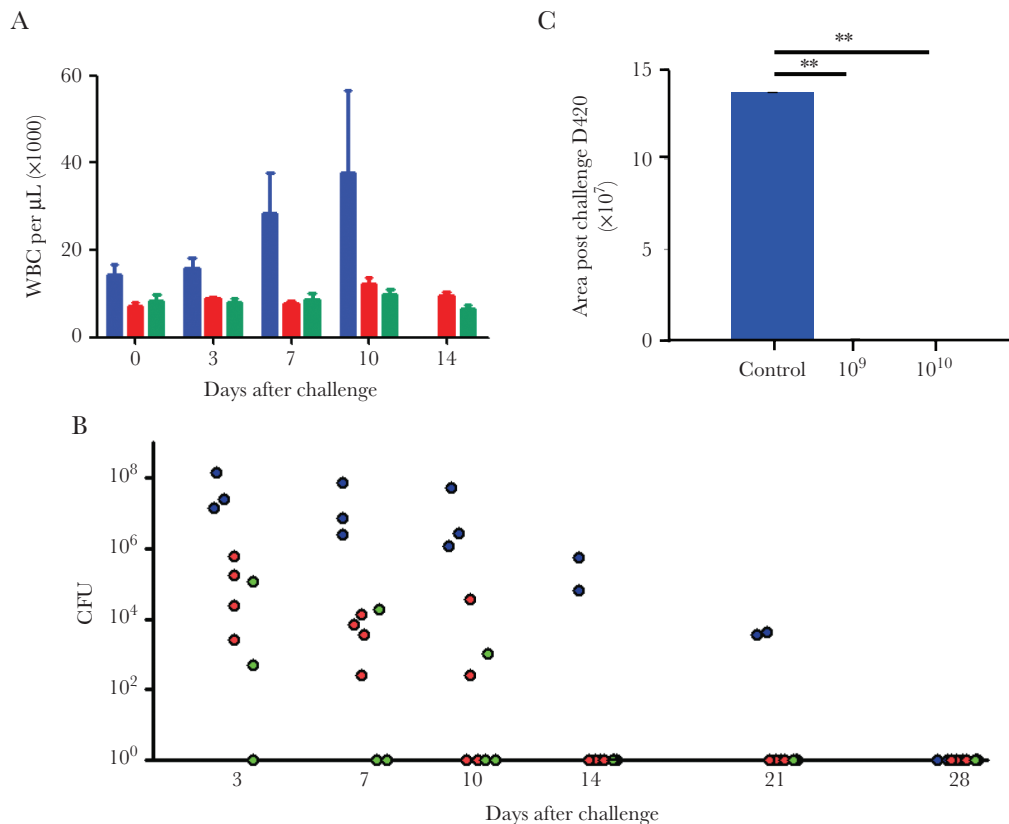 A
60
40
20
0
WBC per μL (×1000)
0 3 7 10 14
Days after challenge
C
**
**
15
10
5
0
Area post challenge D420
(×10⁷)
Control 10⁹ 10¹⁰
B
10⁸
10⁶
10⁴
10²
10⁰
CFU
3 7 10 14 21 28
Days after challenge